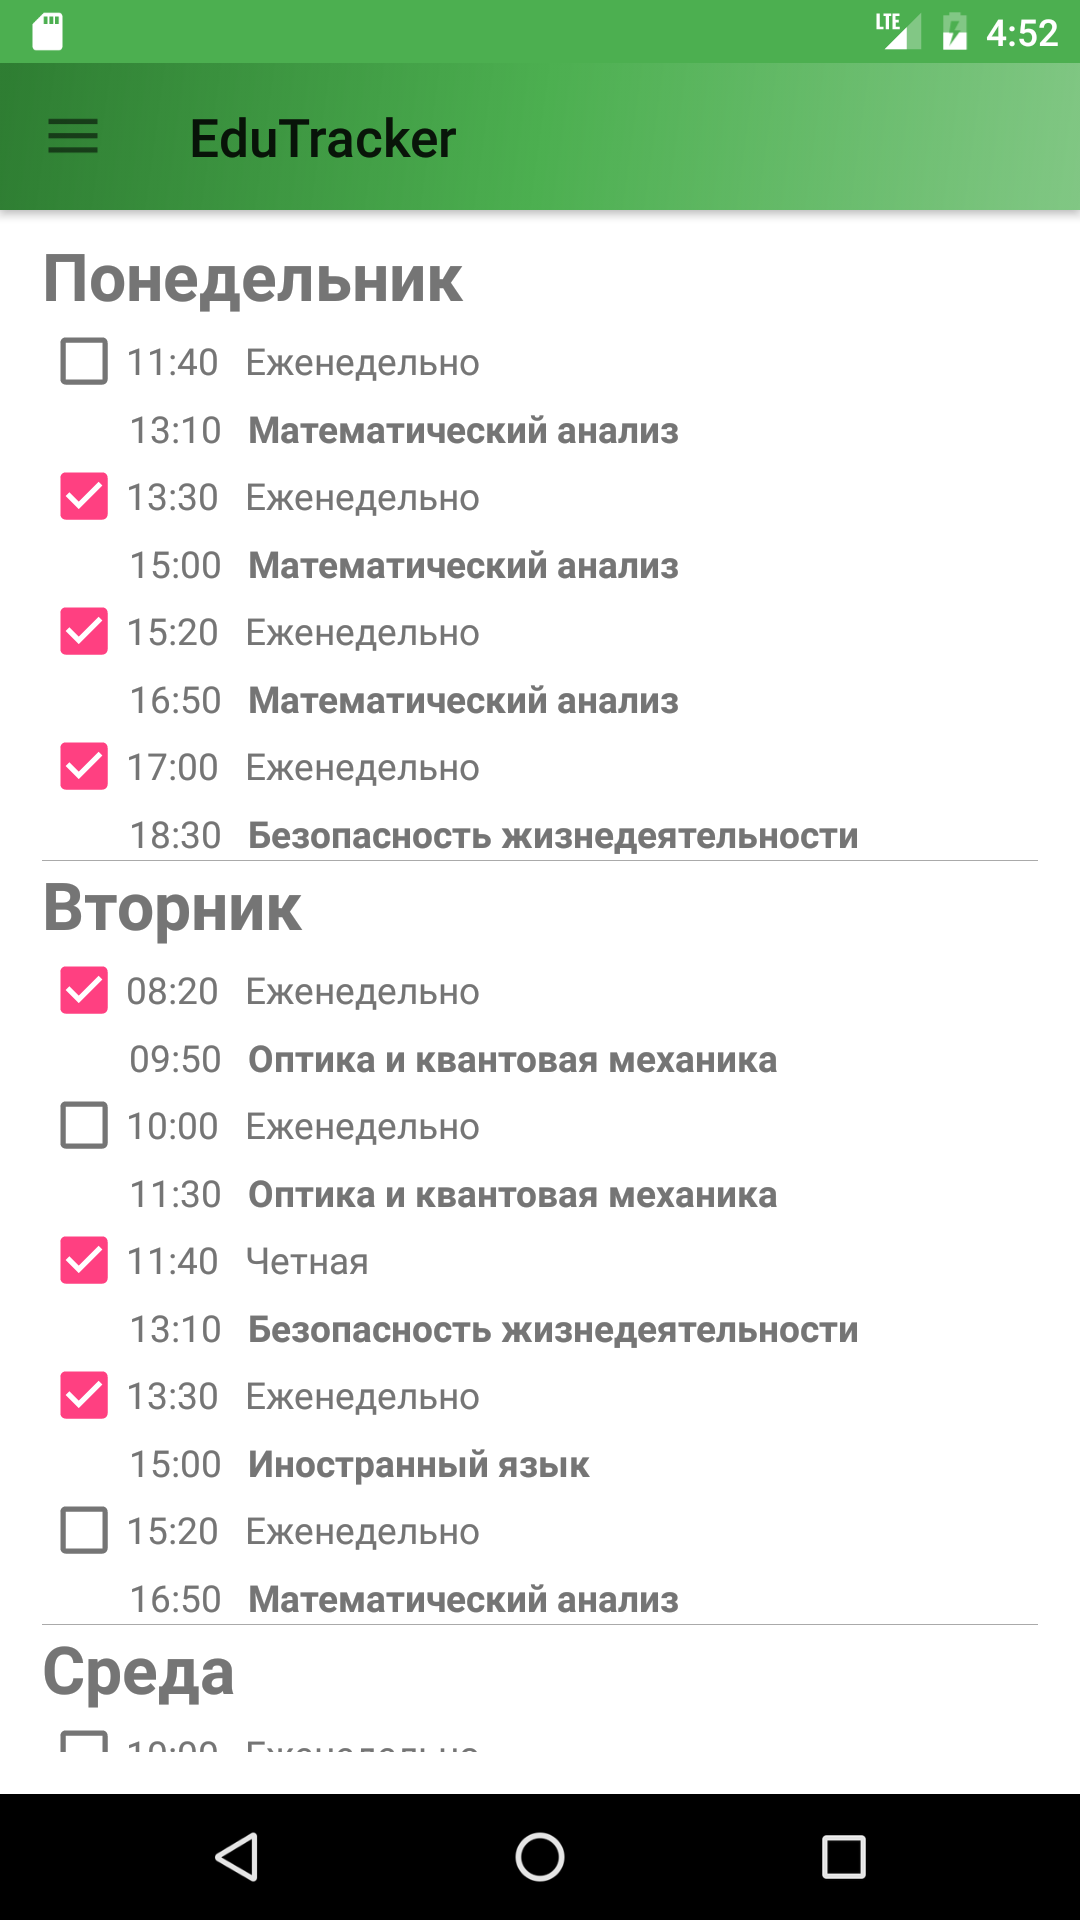 LTE 4:52
EduTracker
Понедельник
11:40 Еженедельно
13:10 Математический анализ
13:30 Еженедельно
15:00 Математический анализ
15:20 Еженедельно
16:50 Математический анализ
17:00 Еженедельно
18:30 Безопасность жизнедеятельности
Вторник
08:20 Еженедельно
09:50 Оптика и квантовая механика
10:00 Еженедельно
11:30 Оптика и квантовая механика
11:40 Четная
13:10 Безопасность жизнедеятельности
13:30 Еженедельно
15:00 Иностранный язык
15:20 Еженедельно
16:50 Математический анализ
Среда
Еженедельно